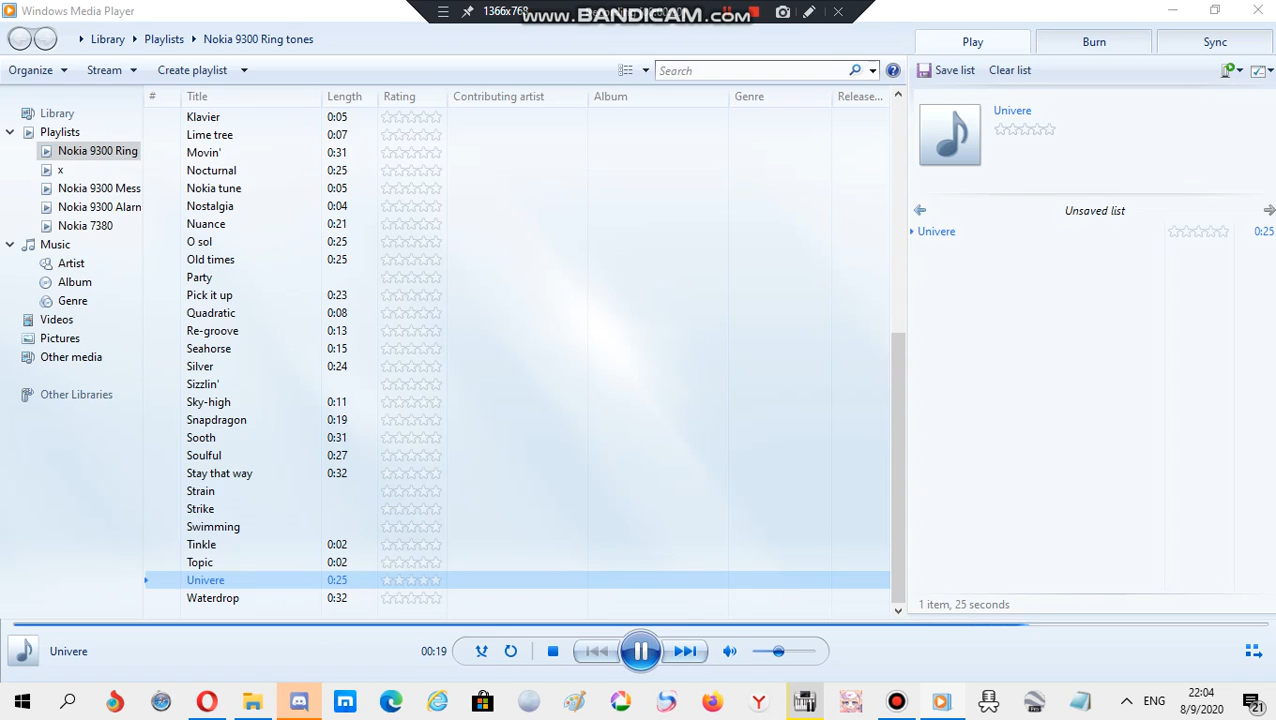 Windows Media Player
1366x768
www.BANDICAM.com
Library Playlists Nokia 9300 Ring tones
Play Burn Sync
Organize Stream Create playlist
Search
Save list Clear list
# Title Length Rating Contributing artist Album Genre Release...
Library
Playlists
Nokia 9300 Ring
x
Nokia 9300 Mess
Nokia 9300 Alarn
Nokia 7380
Music
Artist
Album
Genre
Videos
Pictures
Other media
Other Libraries
Klavier 0:05
Lime tree 0:07
Movin' 0:31
Nocturnal 0:25
Nokia tune 0:05
Nostalgia 0:04
Nuance 0:21
O sol 0:25
Old times 0:25
Party
Pick it up 0:23
Quadratic 0:08
Re-groove 0:13
Seahorse 0:15
Silver 0:24
Sizzlin'
Sky-high 0:11
Snapdragon 0:19
Sooth 0:31
Soulful 0:27
Stay that way 0:32
Strain
Strike
Swimming
Tinkle 0:02
Topic 0:02
Univere 0:25
Waterdrop 0:32
Univere
Unsaved list
Univere 0:25
1 item, 25 seconds
Univere 00:19
ENG
22:04
8/9/2020
21